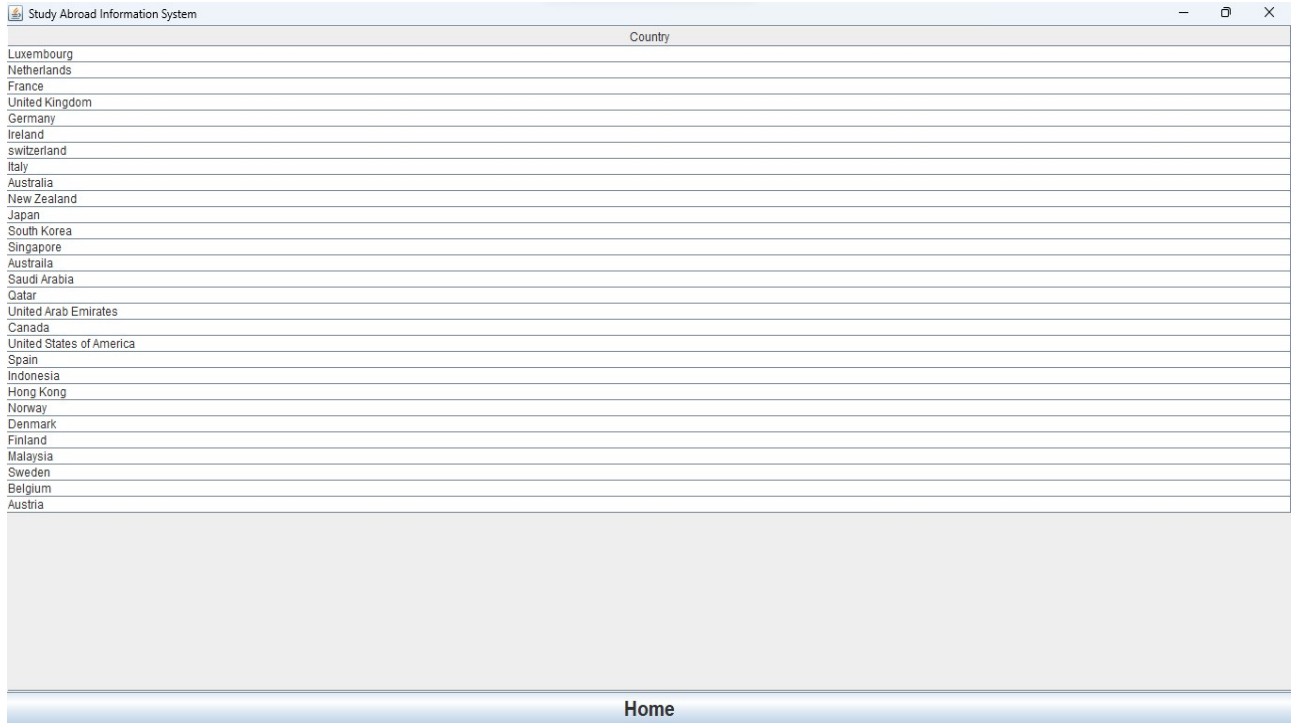 Study Abroad Information System
Country
Luxembourg
Netherlands
France
United Kingdom
Germany
Ireland
switzerland
Italy
Australia
New Zealand
Japan
South Korea
Singapore
Austraila
Saudi Arabia
Qatar
United Arab Emirates
Canada
United States of America
Spain
Indonesia
Hong Kong
Norway
Denmark
Finland
Malaysia
Sweden
Belgium
Austria
Home